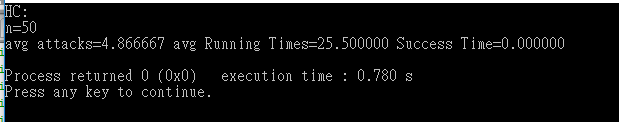 HC:
n=50
avg attacks=4.866667 avg Running Times=25.500000 Success Time=0.000000
Process returned 0 (0x0)   execution time : 0.780 s
Press any key to continue.